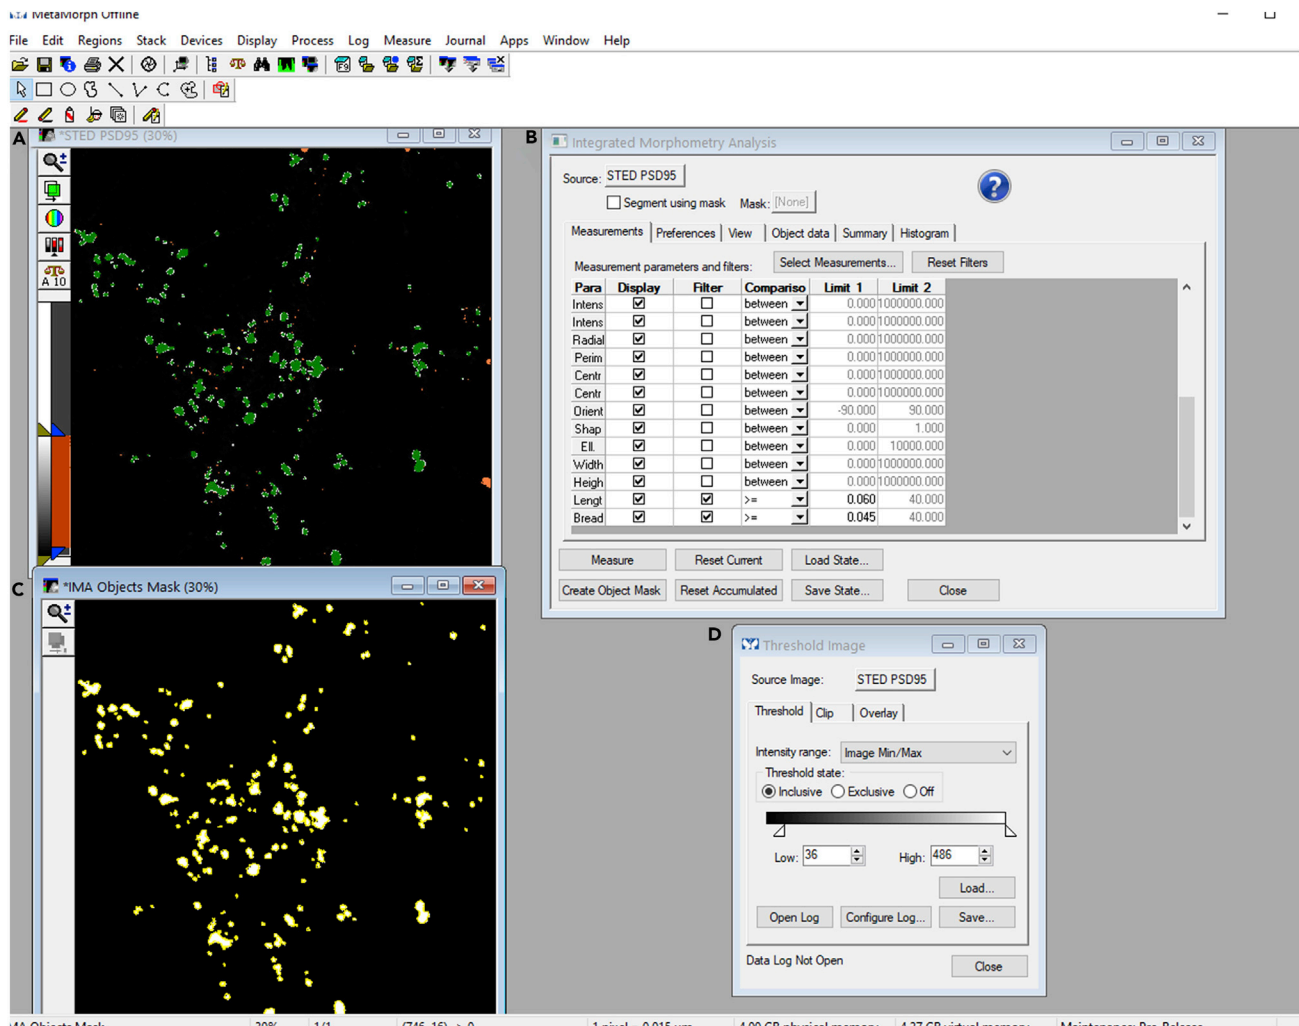 MetaMorph Offline
File Edit Regions Stack Devices Display Process Log Measure Journal Apps Window Help
A
*STED PSD95 (30%)
A 10
B
Integrated Morphometry Analysis
Source: STED PSD95
Segment using mask Mask: [None]
Measurements Preferences View Object data Summary Histogram
Measurement parameters and filters: Select Measurements... Reset Filters
Para Display Filter Compariso Limit 1 Limit 2
Intens between 0.000 1000000.000
Intens between 0.000 1000000.000
Radial between 0.000 1000000.000
Perim between 0.000 1000000.000
Centr between 0.000 1000000.000
Centr between 0.000 1000000.000
Orient between -90.000 90.000
Shap between 0.000 1.000
Ell. between 0.000 10000.000
Width between 0.000 1000000.000
Heigh between 0.000 1000000.000
Lengt >= 0.060 40.000
Bread >= 0.045 40.000
Measure Reset Current Load State...
Create Object Mask Reset Accumulated Save State... Close
C
*IMA Objects Mask (30%)
D
Threshold Image
Source Image: STED PSD95
Threshold Clip Overlay
Intensity range: Image Min/Max
Threshold state:
Inclusive Exclusive Off
Low: 36 High: 486
Load...
Open Log Configure Log... Save...
Data Log Not Open
Close